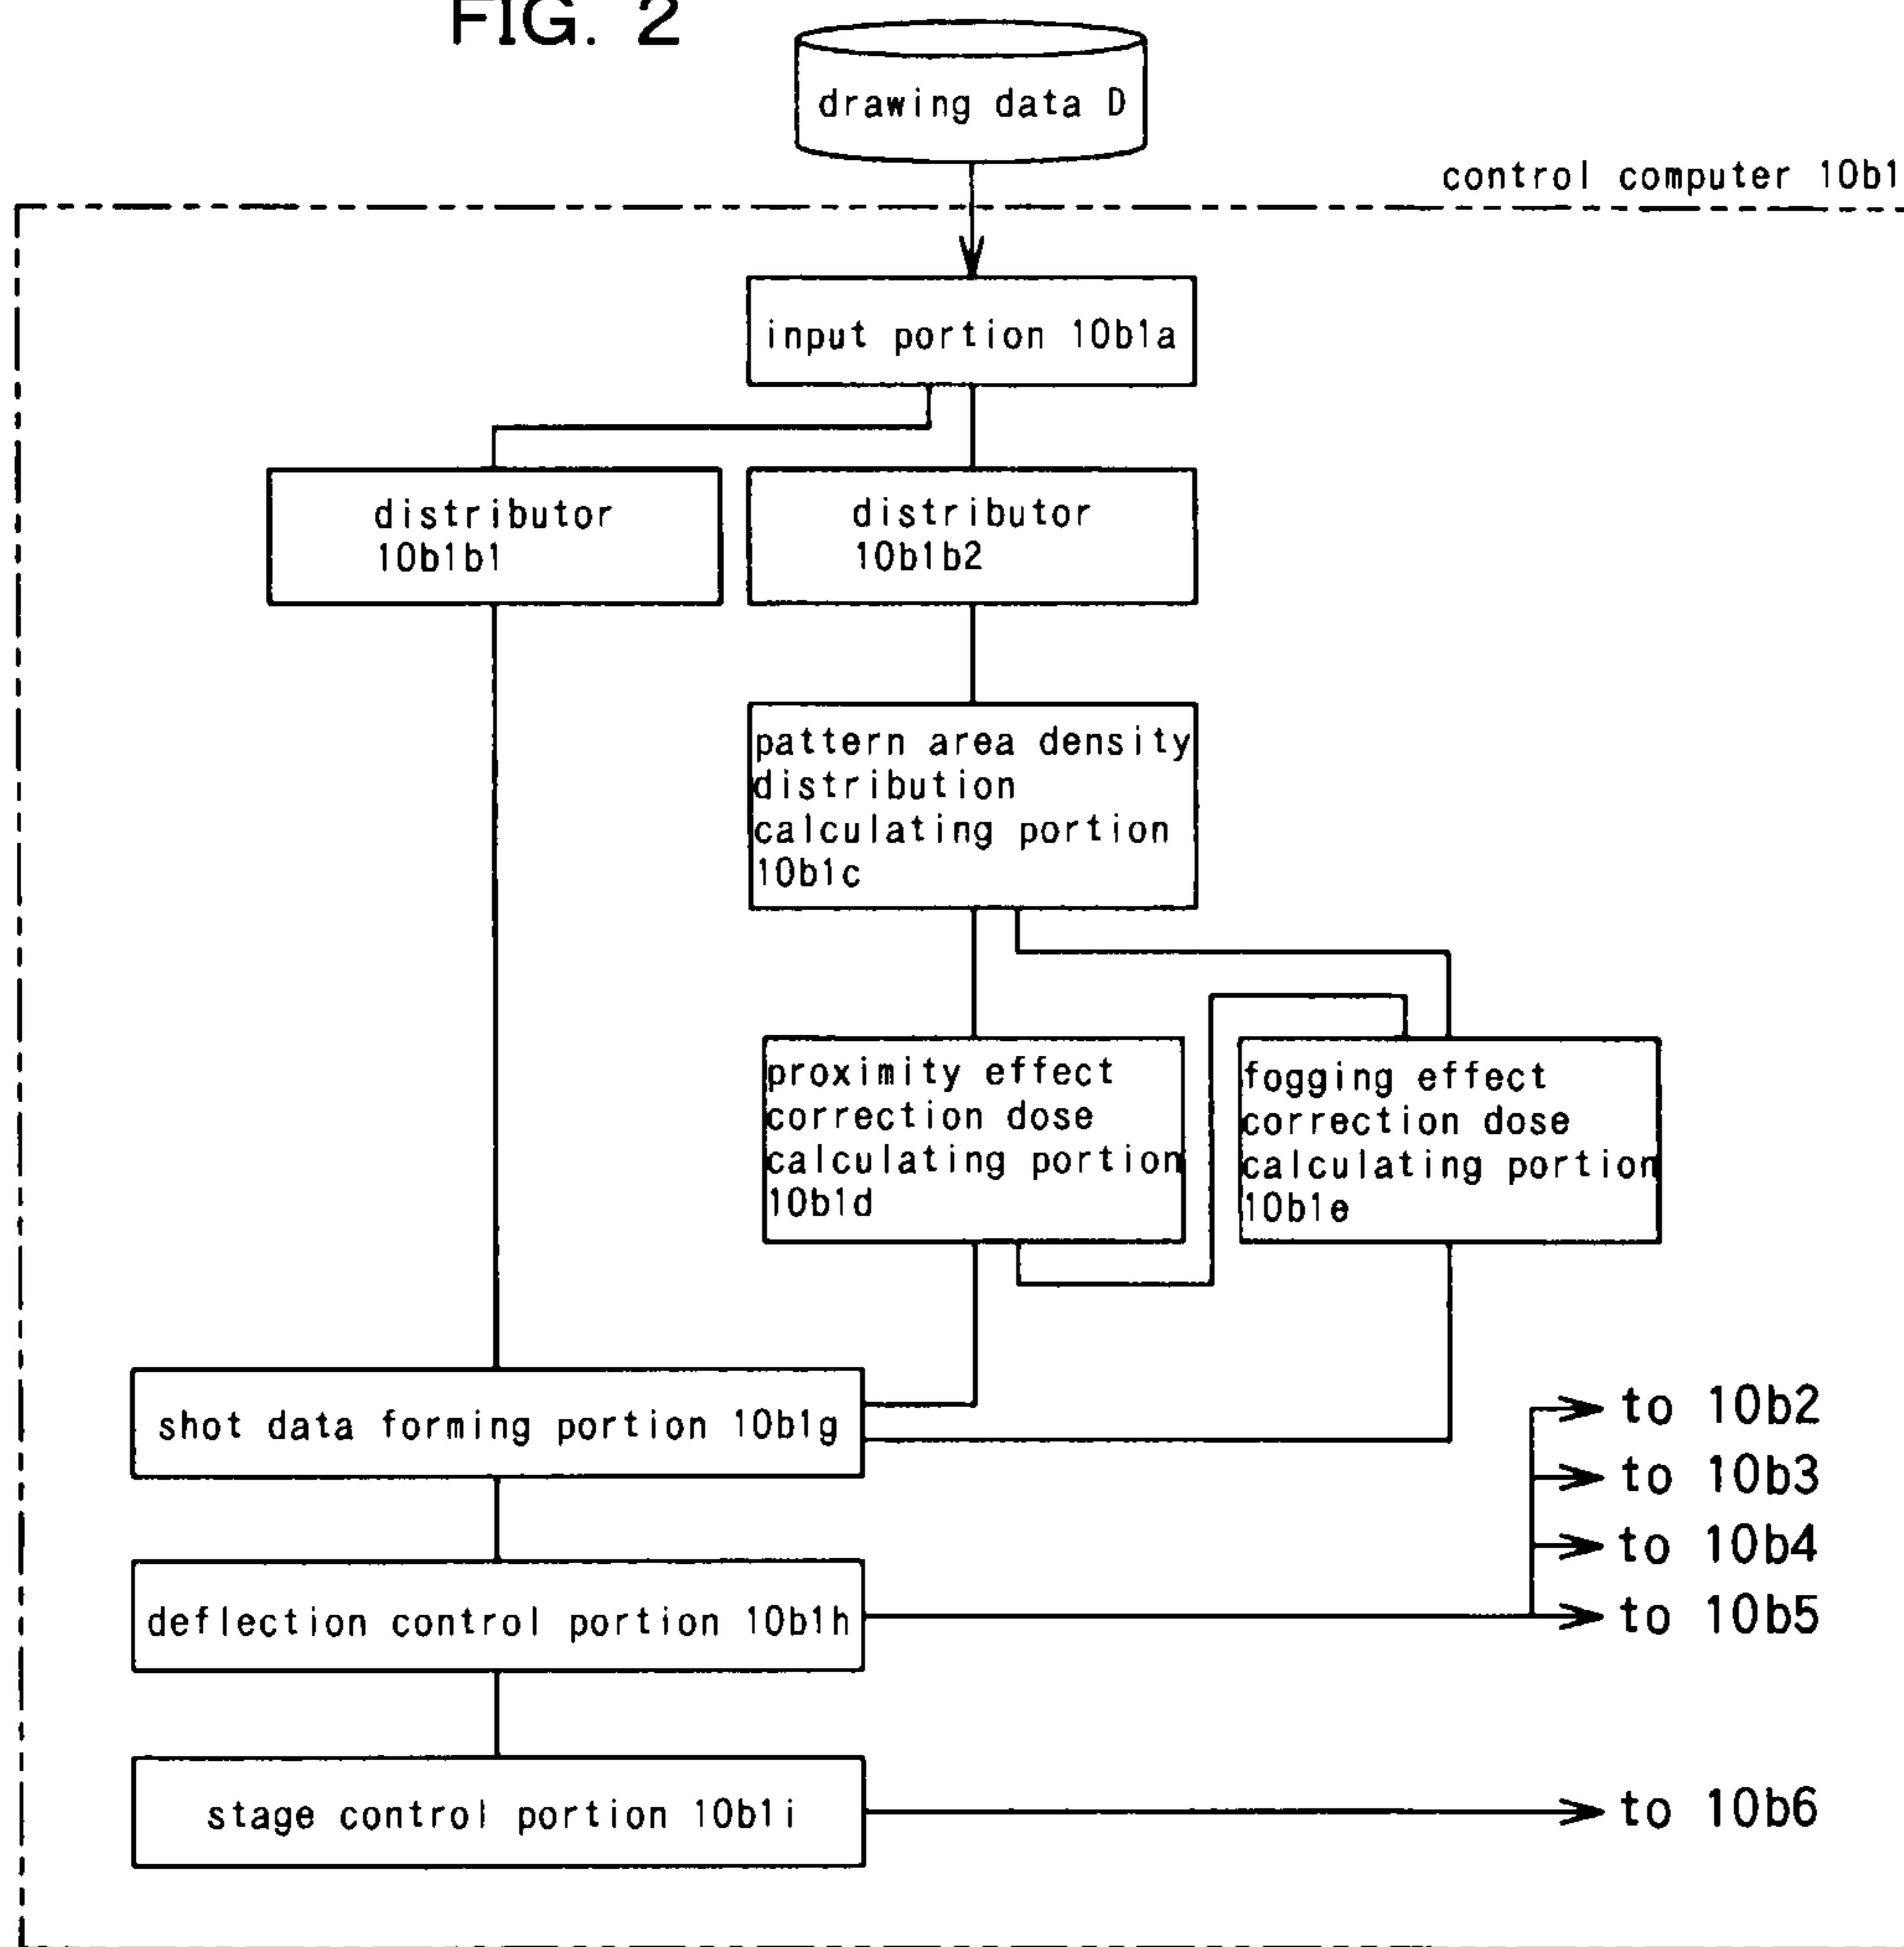 FIG. 2
drawing data D
control computer 10b1
input portion 10b1a
distributor
10b1b1
distributor
10b1b2
pattern area density
distribution
calculating portion
10b1c
proximity effect
correction dose
calculating portion
10b1d
fogging effect
correction dose
calculating portion
10b1e
shot data forming portion 10b1g
to 10b2
to 10b3
to 10b4
deflection control portion 10b1h
to 10b5
stage control portion 10b1i
to 10b6